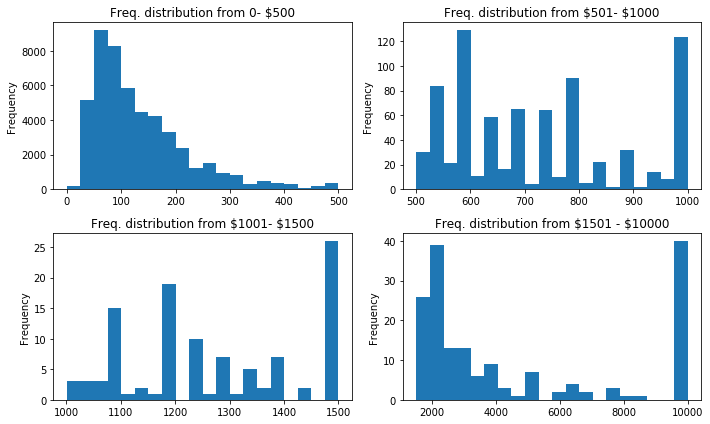 Freq. distribution from 0- $500
Frequency
8000
6000
4000
2000
0
0 100 200 300 400 500
Freq. distribution from $501- $1000
Frequency
120
100
80
60
40
20
0
500 600 700 800 900 1000
Freq. distribution from $1001- $1500
Frequency
25
20
15
10
5
0
1000 1100 1200 1300 1400 1500
Freq. distribution from $1501 - $10000
Frequency
40
30
20
10
0
2000 4000 6000 8000 10000